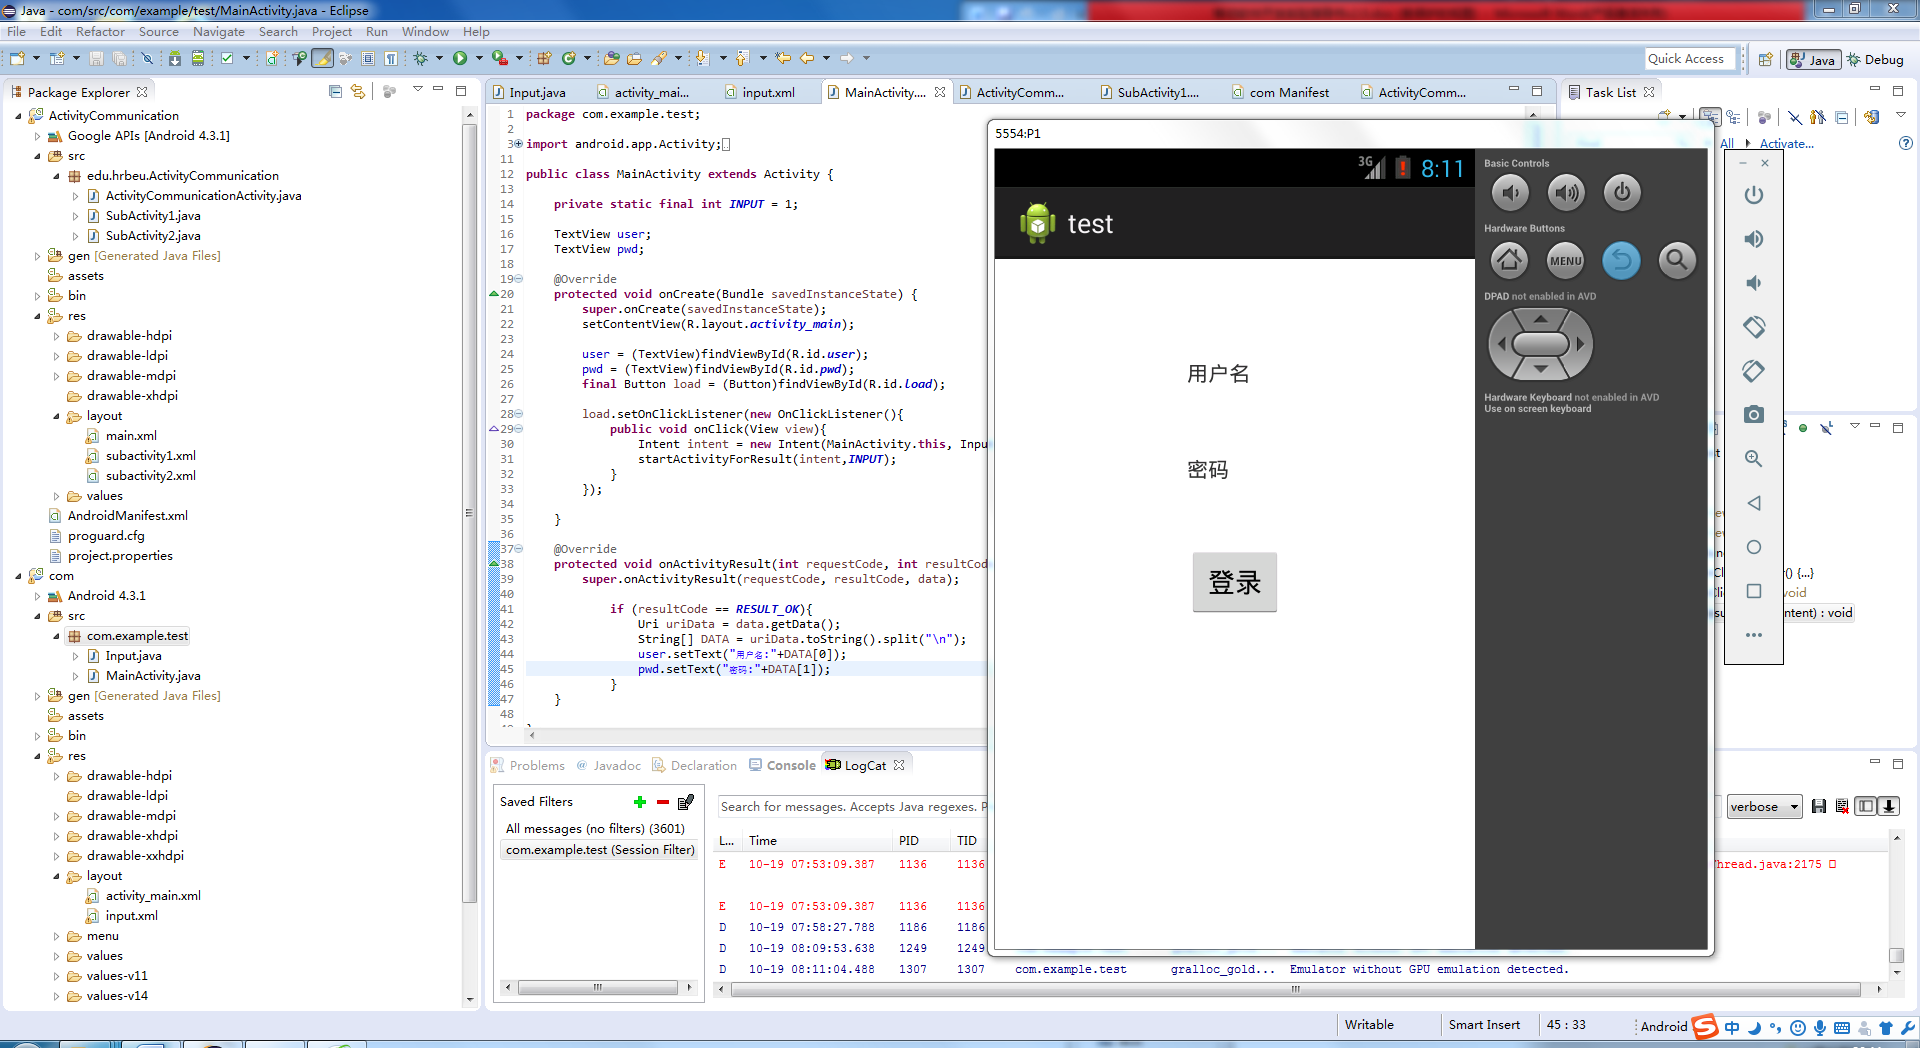 Java - com/src/com/example/test/MainActivity.java - Eclipse
File Edit Refactor Source Navigate Search Project Run Window Help
Quick Access Java Debug
Package Explorer
ActivityCommunication
Google APIs [Android 4.3.1]
src
edu.hrbeu.ActivityCommunication
ActivityCommunicationActivity.java
SubActivity1.java
SubActivity2.java
gen [Generated Java Files]
assets
bin
res
drawable-hdpi
drawable-ldpi
drawable-mdpi
drawable-xhdpi
layout
main.xml
subactivity1.xml
subactivity2.xml
values
AndroidManifest.xml
proguard.cfg
project.properties
com
Android 4.3.1
src
com.example.test
Input.java
MainActivity.java
gen [Generated Java Files]
assets
bin
res
drawable-hdpi
drawable-ldpi
drawable-mdpi
drawable-xhdpi
drawable-xxhdpi
layout
activity_main.xml
input.xml
menu
values
values-v11
values-v14
Input.java activity_mai... input.xml MainActivity.... ActivityComm... SubActivity1.... com Manifest ActivityComm...
1 package com.example.test;
2
3 import android.app.Activity;
11
12 public class MainActivity extends Activity {
13
14 private static final int INPUT = 1;
15
16 TextView user;
17 TextView pwd;
18
19 @Override
20 protected void onCreate(Bundle savedInstanceState) {
21 super.onCreate(savedInstanceState);
22 setContentView(R.layout.activity_main);
23
24 user = (TextView)findViewById(R.id.user);
25 pwd = (TextView)findViewById(R.id.pwd);
26 final Button load = (Button)findViewById(R.id.load);
27
28 load.setOnClickListener(new OnClickListener(){
29 public void onClick(View view){
30 Intent intent = new Intent(MainActivity.this, Inpu
31 startActivityForResult(intent,INPUT);
32 }
33 });
34
35 }
36
37 @Override
38 protected void onActivityResult(int requestCode, int resultCod
39 super.onActivityResult(requestCode, resultCode, data);
40
41 if (resultCode == RESULT_OK){
42 Uri uriData = data.getData();
43 String[] DATA = uriData.toString().split("\n");
44 user.setText("用户名:"+DATA[0]);
45 pwd.setText("密码:"+DATA[1]);
46 }
47 }
48
5554:P1
3G 8:11
test
用户名
密码
登录
Basic Controls
Hardware Buttons
MENU
DPAD not enabled in AVD
Hardware Keyboard not enabled in AVD
Use on screen keyboard
Task List
All Activate...
() {...}
void
ntent) : void
Problems Javadoc Declaration Console LogCat
Saved Filters
All messages (no filters) (3601)
com.example.test (Session Filter)
Search for messages. Accepts Java regexes. P
verbose
L... Time PID TID
E 10-19 07:53:09.387 1136 1136 hread.java:2175
E 10-19 07:53:09.387 1136 1136
D 10-19 07:58:27.788 1186 1186
D 10-19 08:09:53.638 1249 1249
D 10-19 08:11:04.488 1307 1307 com.example.test gralloc_gold... Emulator without GPU emulation detected.
Writable Smart Insert 45 : 33 Android
中